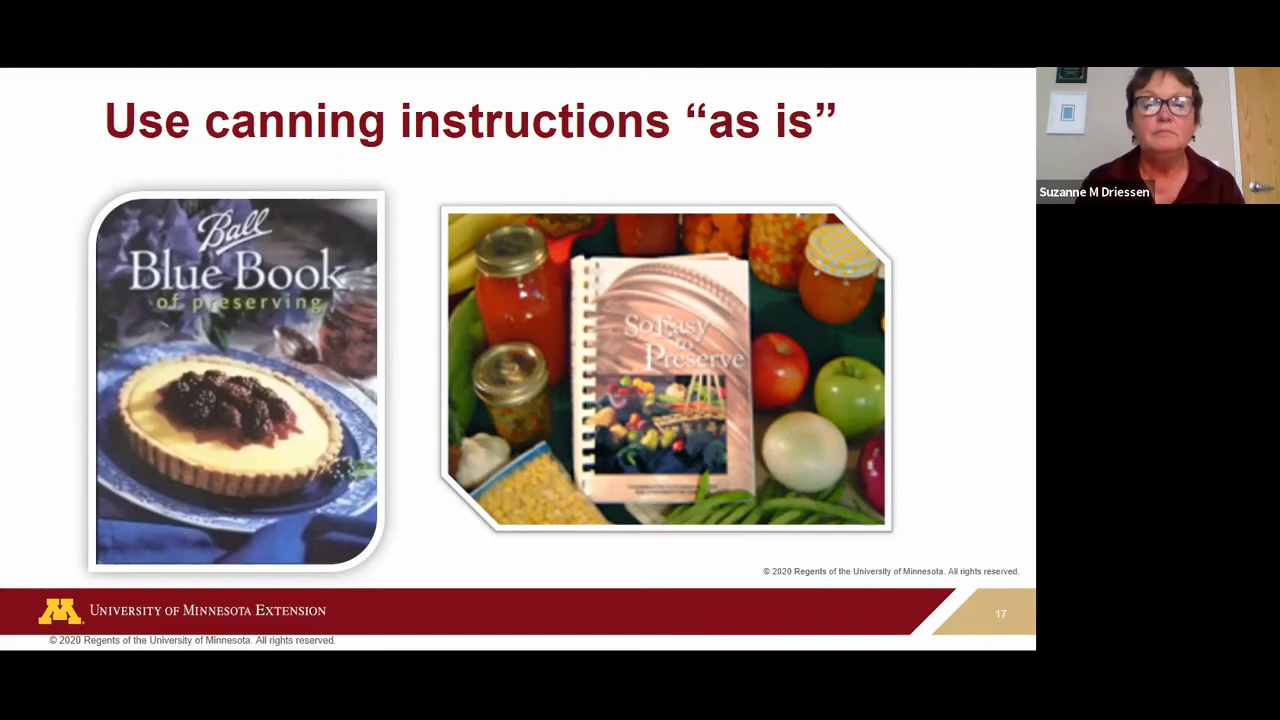 Use canning instructions “as is”
Suzanne M Driessen
Ball
Blue Book
of preserving
So Easy
to
Preserve
© 2020 Regents of the University of Minnesota. All rights reserved.
UNIVERSITY OF MINNESOTA EXTENSION
17
© 2020 Regents of the University of Minnesota. All rights reserved.